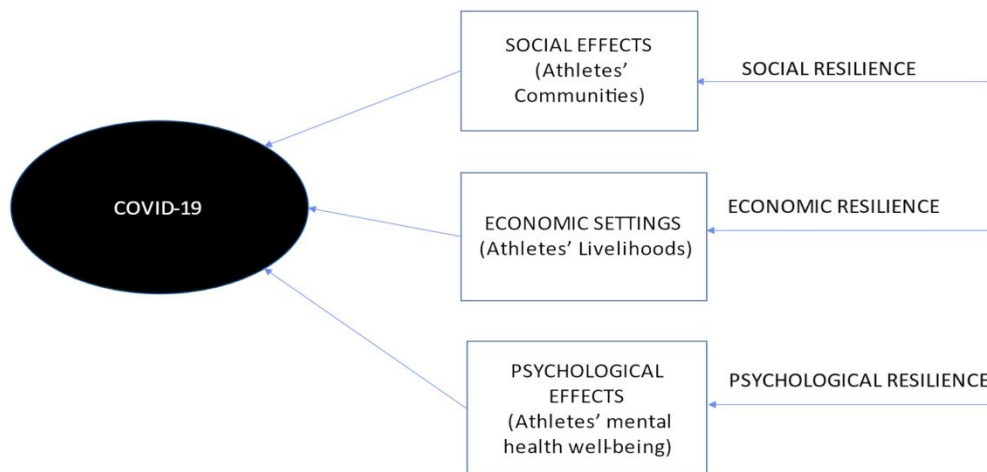 SOCIAL EFFECTS
(Athletes’
Communities)
SOCIAL RESILIENCE
COVID-19
ECONOMIC SETTINGS
(Athletes’ Livelihoods)
ECONOMIC RESILIENCE
PSYCHOLOGICAL
EFFECTS
(Athletes’ mental
health well-being)
PSYCHOLOGICAL RESILIENCE